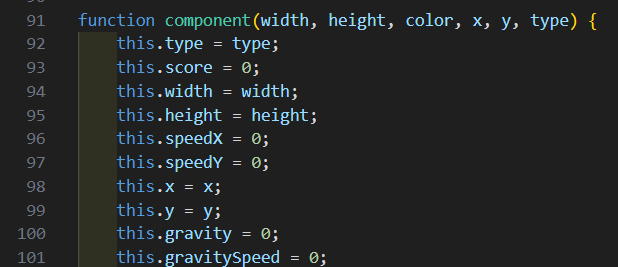 91 function component(width, height, color, x, y, type) {
92 this.type = type;
93 this.score = 0;
94 this.width = width;
95 this.height = height;
96 this.speedX = 0;
97 this.speedY = 0;
98 this.x = x;
99 this.y = y;
100 this.gravity = 0;
101 this.gravitySpeed = 0;